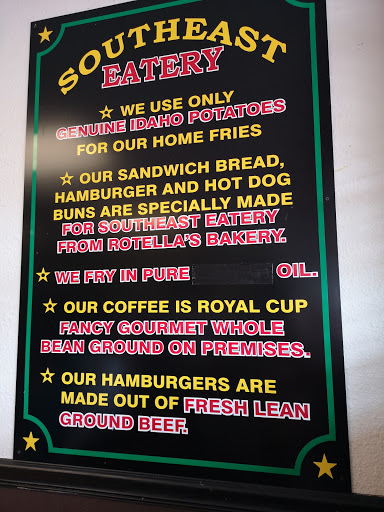 SOUTHEAST
EATERY
WE USE ONLY
GENUINE IDAHO POTATOES
FOR OUR HOME FRIES
OUR SANDWICH BREAD,
HAMBURGER AND HOT DOG
BUNS ARE SPECIALLY MADE
FOR SOUTHEAST EATERY
FROM ROTELLA'S BAKERY.
WE FRY IN PURE OIL.
OUR COFFEE IS ROYAL CUP
FANCY GOURMET WHOLE
BEAN GROUND ON PREMISES.
OUR HAMBURGERS ARE
MADE OUT OF FRESH LEAN
GROUND BEEF.